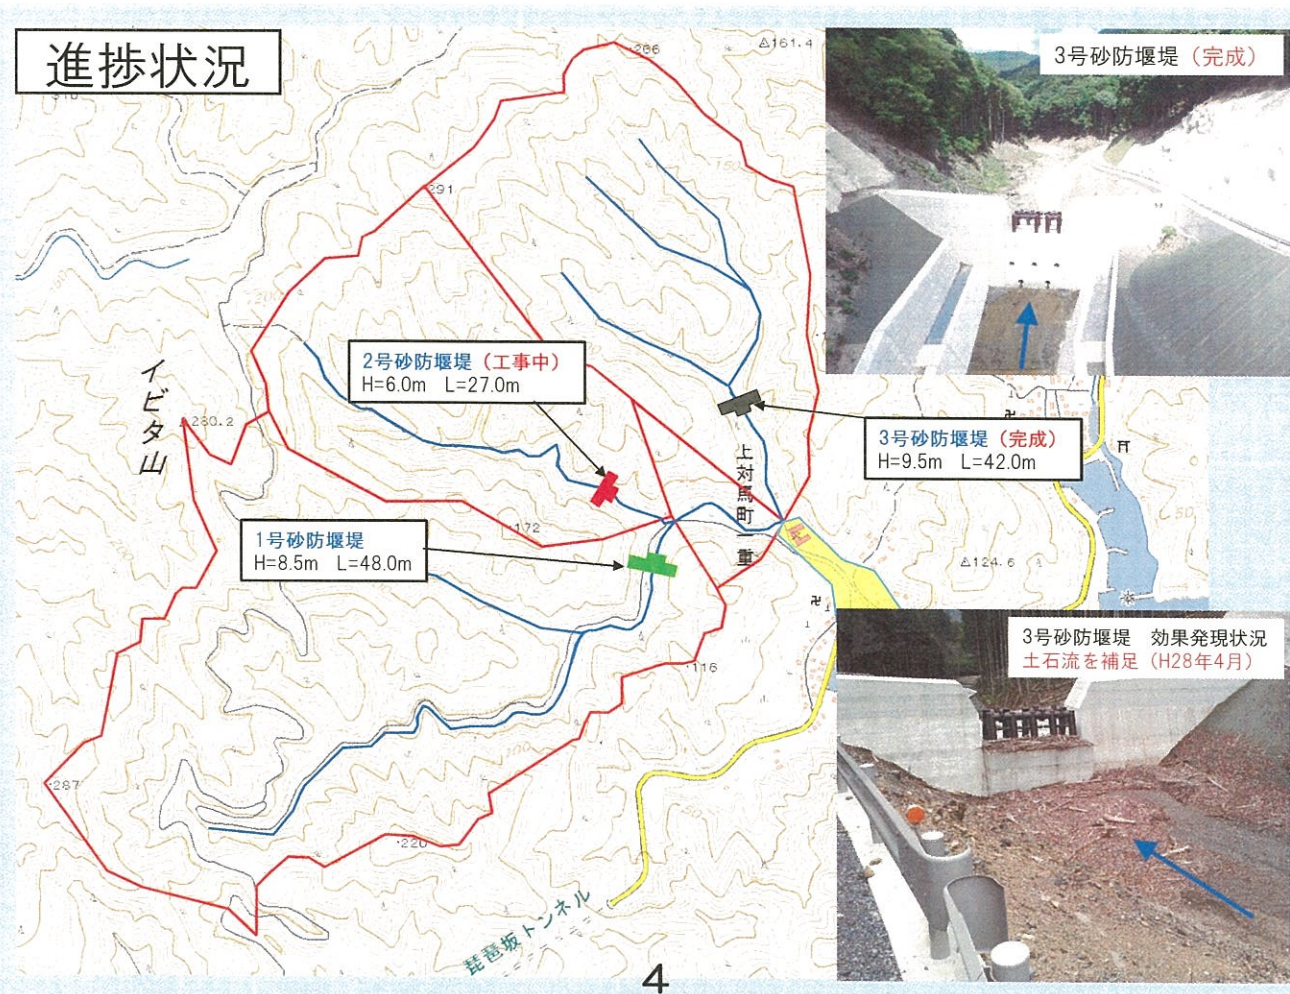 進捗状況
3号砂防堰堤（完成）
△161.4
206
291
イビタ山
280.2
2号砂防堰堤（工事中）
H=6.0m L=27.0m
3号砂防堰堤（完成）
H=9.5m L=42.0m
上対馬町一重
1号砂防堰堤
H=8.5m L=48.0m
172
△124.6
3号砂防堰堤 効果発現状況
土石流を補足（H28年4月）
116
200
287
220
琵琶坂トンネル
4